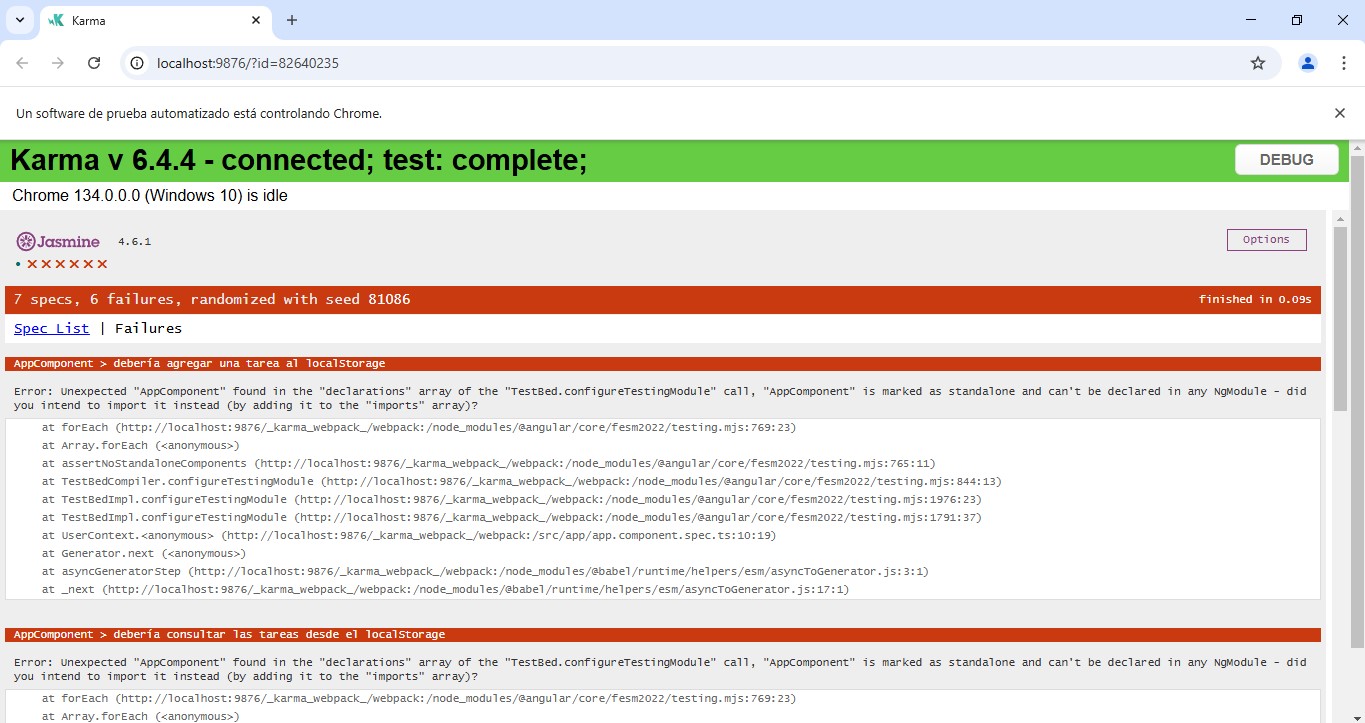 Karma
localhost:9876/?id=82640235
Un software de prueba automatizado está controlando Chrome.
Karma v 6.4.4 - connected; test: complete;
DEBUG
Chrome 134.0.0.0 (Windows 10) is idle
Jasmine 4.6.1
Options
• × × × × × ×
7 specs, 6 failures, randomized with seed 81086
finished in 0.09s
Spec List | Failures
AppComponent > debería agregar una tarea al localStorage
Error: Unexpected "AppComponent" found in the "declarations" array of the "TestBed.configureTestingModule" call, "AppComponent" is marked as standalone and can't be declared in any NgModule - did
you intend to import it instead (by adding it to the "imports" array)?
at forEach (http://localhost:9876/_karma_webpack_/webpack:/node_modules/@angular/core/fesm2022/testing.mjs:769:23)
at Array.forEach (<anonymous>)
at assertNoStandaloneComponents (http://localhost:9876/_karma_webpack_/webpack:/node_modules/@angular/core/fesm2022/testing.mjs:765:11)
at TestBedCompiler.configureTestingModule (http://localhost:9876/_karma_webpack_/webpack:/node_modules/@angular/core/fesm2022/testing.mjs:844:13)
at TestBedImpl.configureTestingModule (http://localhost:9876/_karma_webpack_/webpack:/node_modules/@angular/core/fesm2022/testing.mjs:1976:23)
at TestBedImpl.configureTestingModule (http://localhost:9876/_karma_webpack_/webpack:/node_modules/@angular/core/fesm2022/testing.mjs:1791:37)
at UserContext.<anonymous> (http://localhost:9876/_karma_webpack_/webpack:/src/app/app.component.spec.ts:10:19)
at Generator.next (<anonymous>)
at asyncGeneratorStep (http://localhost:9876/_karma_webpack_/webpack:/node_modules/@babel/runtime/helpers/esm/asyncToGenerator.js:3:1)
at _next (http://localhost:9876/_karma_webpack_/webpack:/node_modules/@babel/runtime/helpers/esm/asyncToGenerator.js:17:1)
AppComponent > debería consultar las tareas desde el localStorage
Error: Unexpected "AppComponent" found in the "declarations" array of the "TestBed.configureTestingModule" call, "AppComponent" is marked as standalone and can't be declared in any NgModule - did
you intend to import it instead (by adding it to the "imports" array)?
at forEach (http://localhost:9876/_karma_webpack_/webpack:/node_modules/@angular/core/fesm2022/testing.mjs:769:23)
at Array.forEach (<anonymous>)